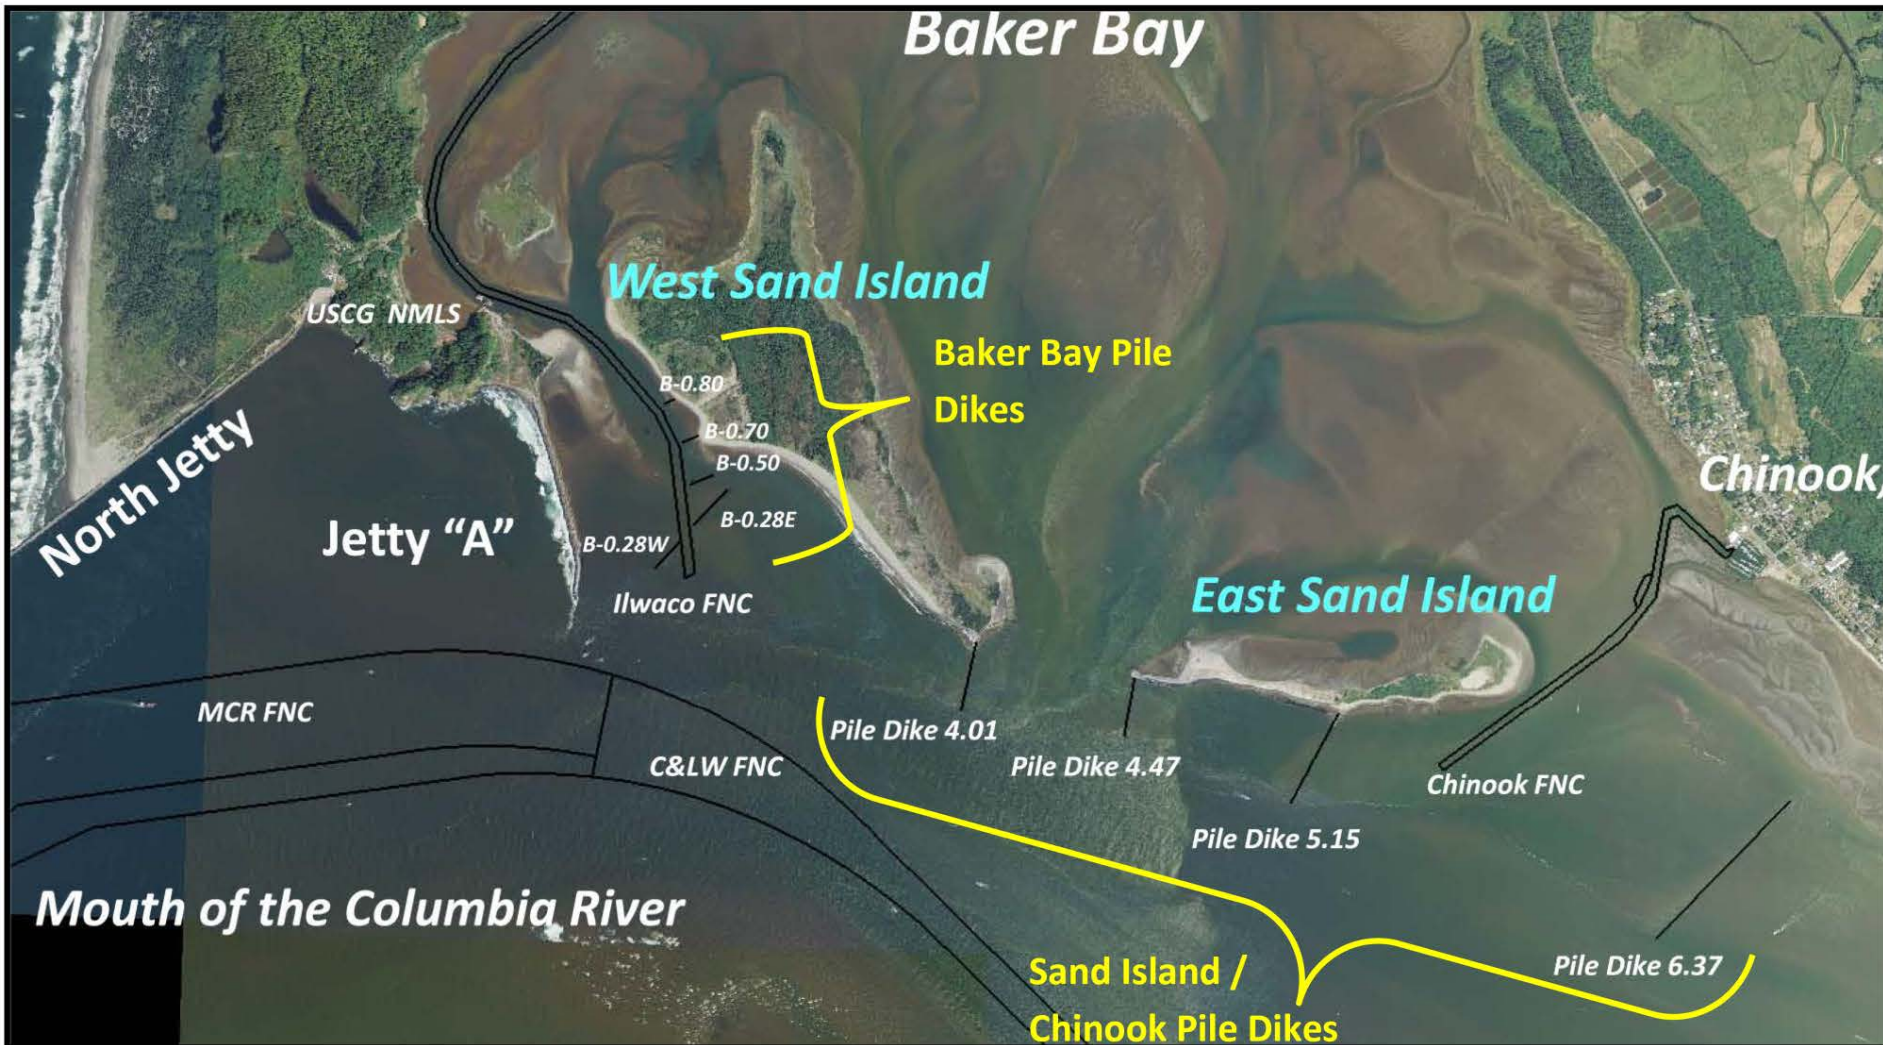 Baker Bay
West Sand Island
USCG NMLS
Baker Bay Pile
Dikes
B-0.80
B-0.70
B-0.50
B-0.28E
B-0.28W
North Jetty
Jetty “A”
Chinook,
Ilwaco FNC
East Sand Island
MCR FNC
C&LW FNC
Pile Dike 4.01
Pile Dike 4.47
Chinook FNC
Pile Dike 5.15
Mouth of the Columbia River
Pile Dike 6.37
Sand Island /
Chinook Pile Dikes